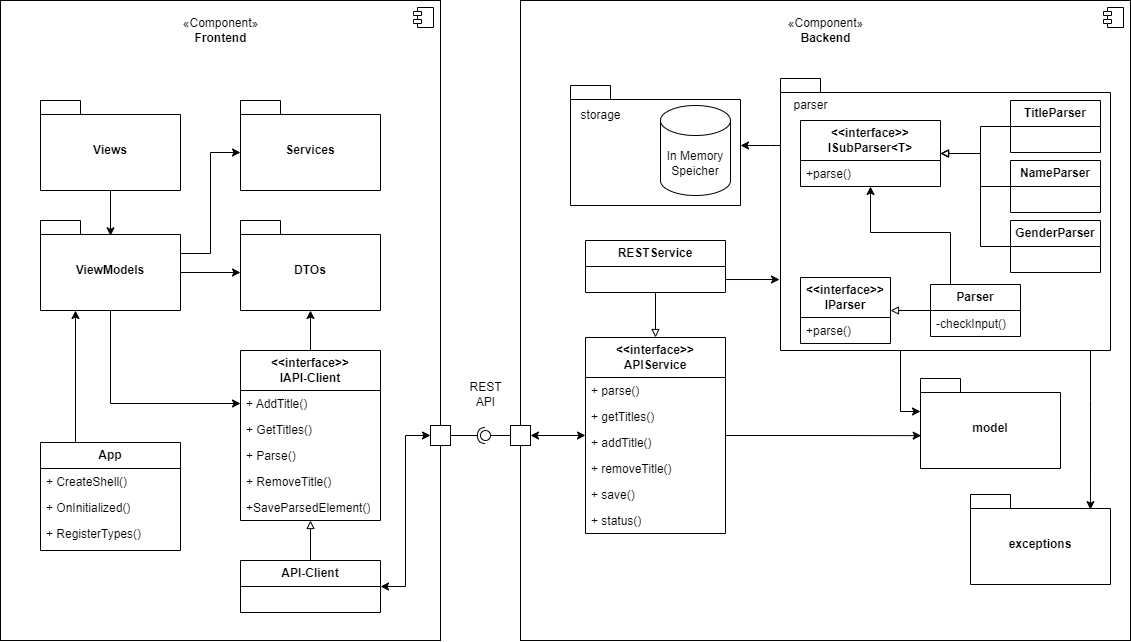 «Component»
Frontend
Views
Services
ViewModels
DTOs
<<interface>>
IAPI-Client
+ AddTitle()
+ GetTitles()
+ Parse()
+ RemoveTitle()
+SaveParsedElement()
App
+ CreateShell()
+ OnInitialized()
+ RegisterTypes()
API-Client
REST
API
«Component»
Backend
storage
In Memory
Speicher
parser
<<interface>>
ISubParser<T>
+parse()
TitleParser
NameParser
GenderParser
RESTService
<<interface>>
IParser
+parse()
Parser
-checkInput()
<<interface>>
APIService
+ parse()
+ getTitles()
+ addTitle()
+ removeTitle()
+ save()
+ status()
model
exceptions